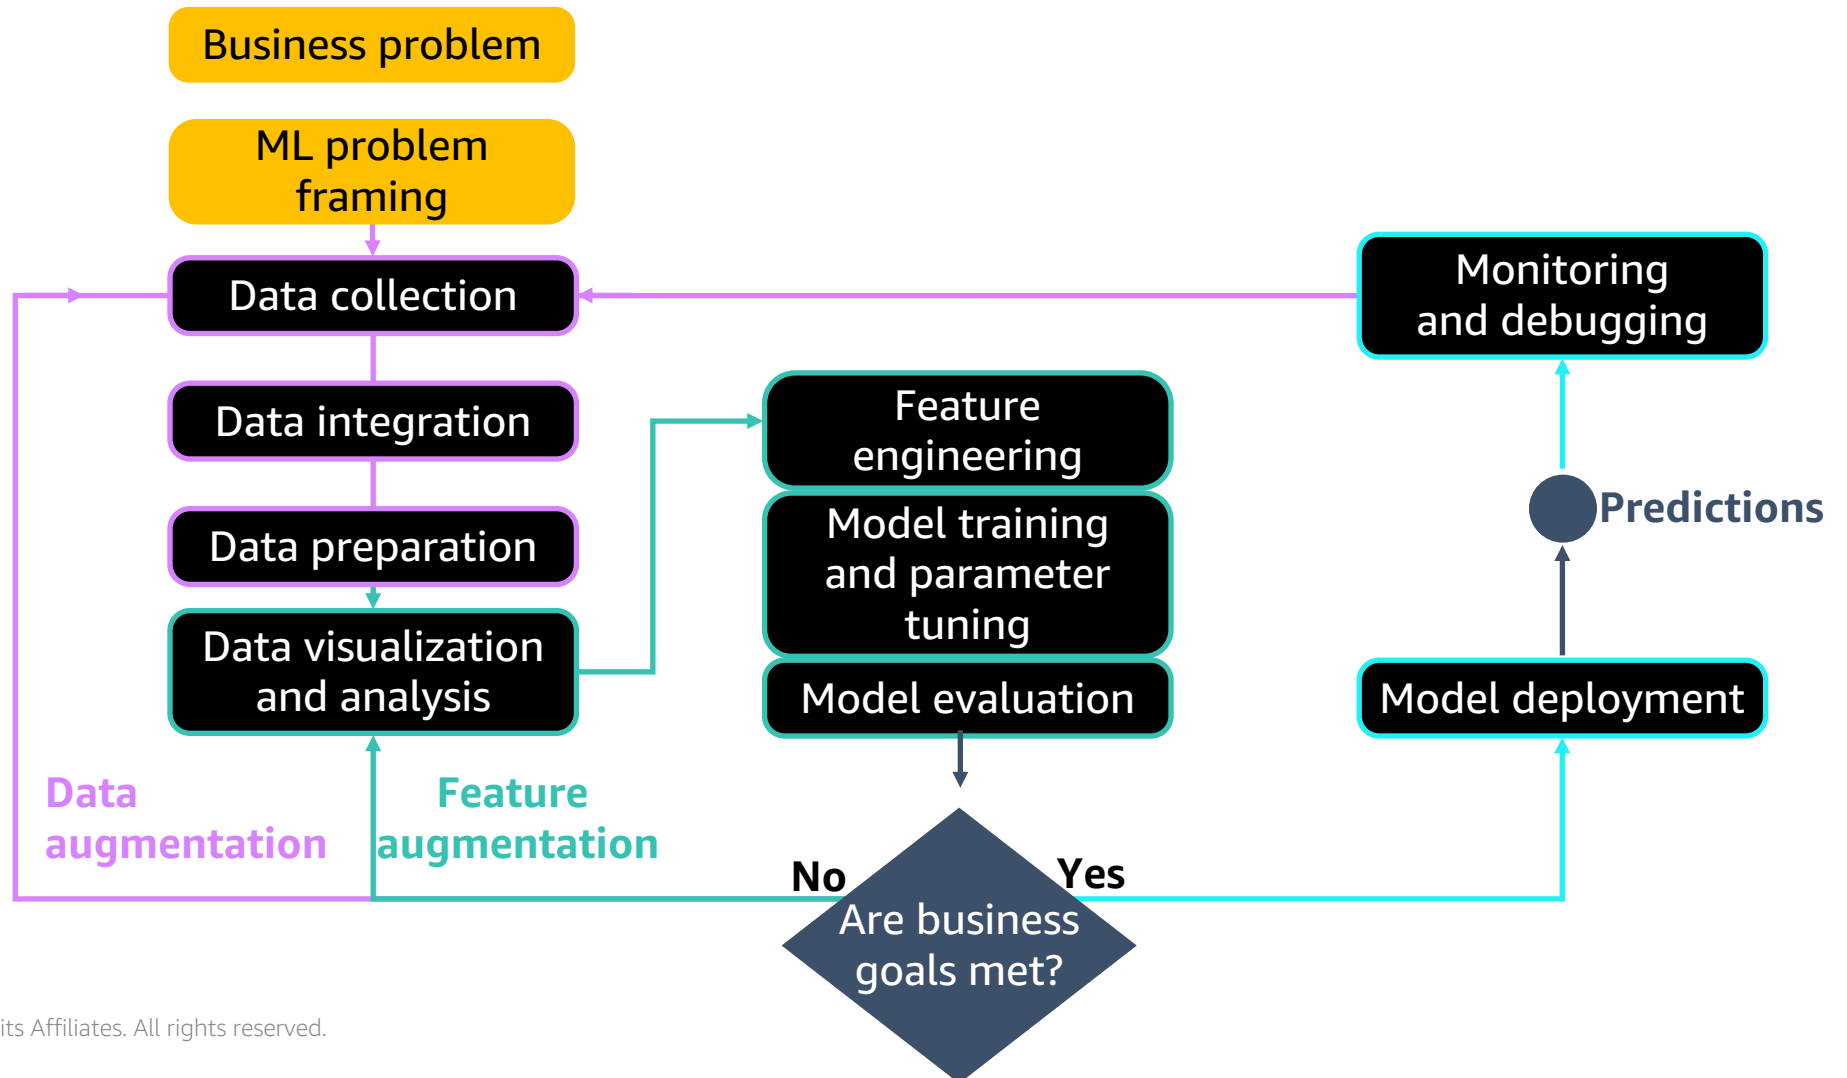 Business problem
ML problem
framing
Data collection
Data integration
Data preparation
Data visualization
and analysis
Data
augmentation
Feature
augmentation
Feature
engineering
Model training
and parameter
tuning
Model evaluation
No
Yes
Are business
goals met?
Monitoring
and debugging
Predictions
Model deployment
its Affiliates. All rights reserved.